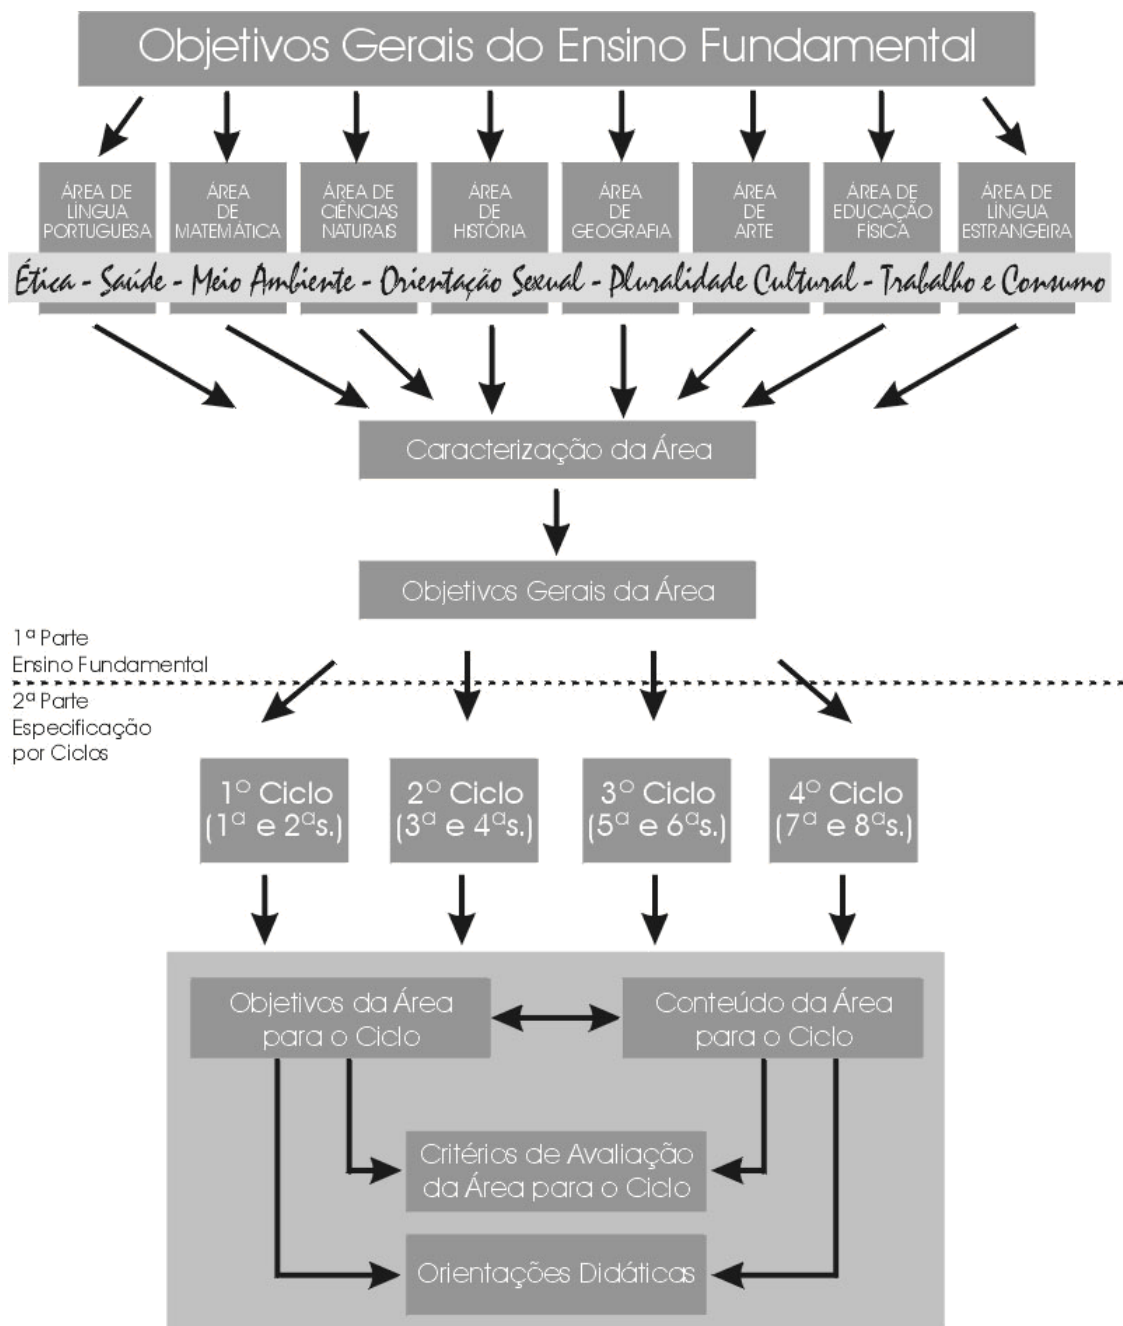 Objetivos Gerais do Ensino Fundamental
ÁREA DE
LÍNGUA
PORTUGUESA
ÁREA
DE
MATEMÁTICA
ÁREA DE
CIÊNCIAS
NATURAIS
ÁREA
DE
HISTÓRIA
ÁREA
DE
GEOGRAFIA
ÁREA
DE
ARTE
ÁREA DE
EDUCAÇÃO
FÍSICA
ÁREA DE
LÍNGUA
ESTRANGEIRA
Ética - Saúde - Meio Ambiente - Orientação Sexual - Pluralidade Cultural - Trabalho e Consumo
Caracterização da Área
Objetivos Gerais da Área
1ª Parte
Ensino Fundamental
2ª Parte
Especificação
por Ciclos
1º Ciclo
(1ª e 2ªs.)
2º Ciclo
(3ª e 4ªs.)
3º Ciclo
(5ª e 6ªs.)
4º Ciclo
(7ª e 8ªs.)
Objetivos da Área
para o Ciclo
Conteúdo da Área
para o Ciclo
Critérios de Avaliação
da Área para o Ciclo
Orientações Didáticas